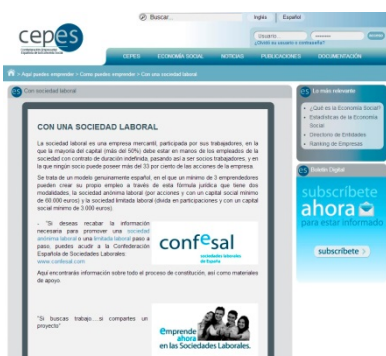 Buscar...
Inglés Español
cepes
Usuario...
¿Olvidó su usuario o contraseña?
CEPES ECONOMÍA SOCIAL NOTICIAS PUBLICACIONES DOCUMENTACIÓN
> Aquí puedes emprender > Como puedes emprender > Con una sociedad laboral
es Con sociedad laboral
CON UNA SOCIEDAD LABORAL
La sociedad laboral es una empresa mercantil, participada por sus trabajadores, en la
que la mayoría del capital (más del 50%) debe estar en manos de los empleados de la
sociedad con contrato de duración indefinida, pasando así a ser socios trabajadores, y en
la que ningún socio puede poseer más del 33 por ciento de las acciones de la empresa.
Se trata de un modelo genuinamente español, en el que un mínimo de 3 emprendedores
pueden crear su propio empleo a través de esta fórmula jurídica que tiene dos
modalidades, la sociedad anónima laboral (por acciones y con un capital social mínimo
de 60.000 euros) y la sociedad limitada laboral (divida en participaciones y con un capital
social mínimo de 3.000 euros).
- "Si deseas recabar la información
necesaria para promover una sociedad
anónima laboral o una limitada laboral paso a
paso, puedes acudir a la Confederación
Española de Sociedades Laborales:
www.confesal.com
confesal
sociedades laborales
de España
Aquí encontrarás información sobre todo el proceso de constitución, así como materiales
de apoyo.
"Si buscas trabajo....si compartes un
proyecto"
emprende
ahora
en las Sociedades Laborales.
es Lo más relevante
¿Qué es la Economía Social?
Estadísticas de la Economía
Social
Directorio de Entidades
Ranking de Empresas
es Boletín Digital
subscríbete
ahora
para estar informado
subscríbete >